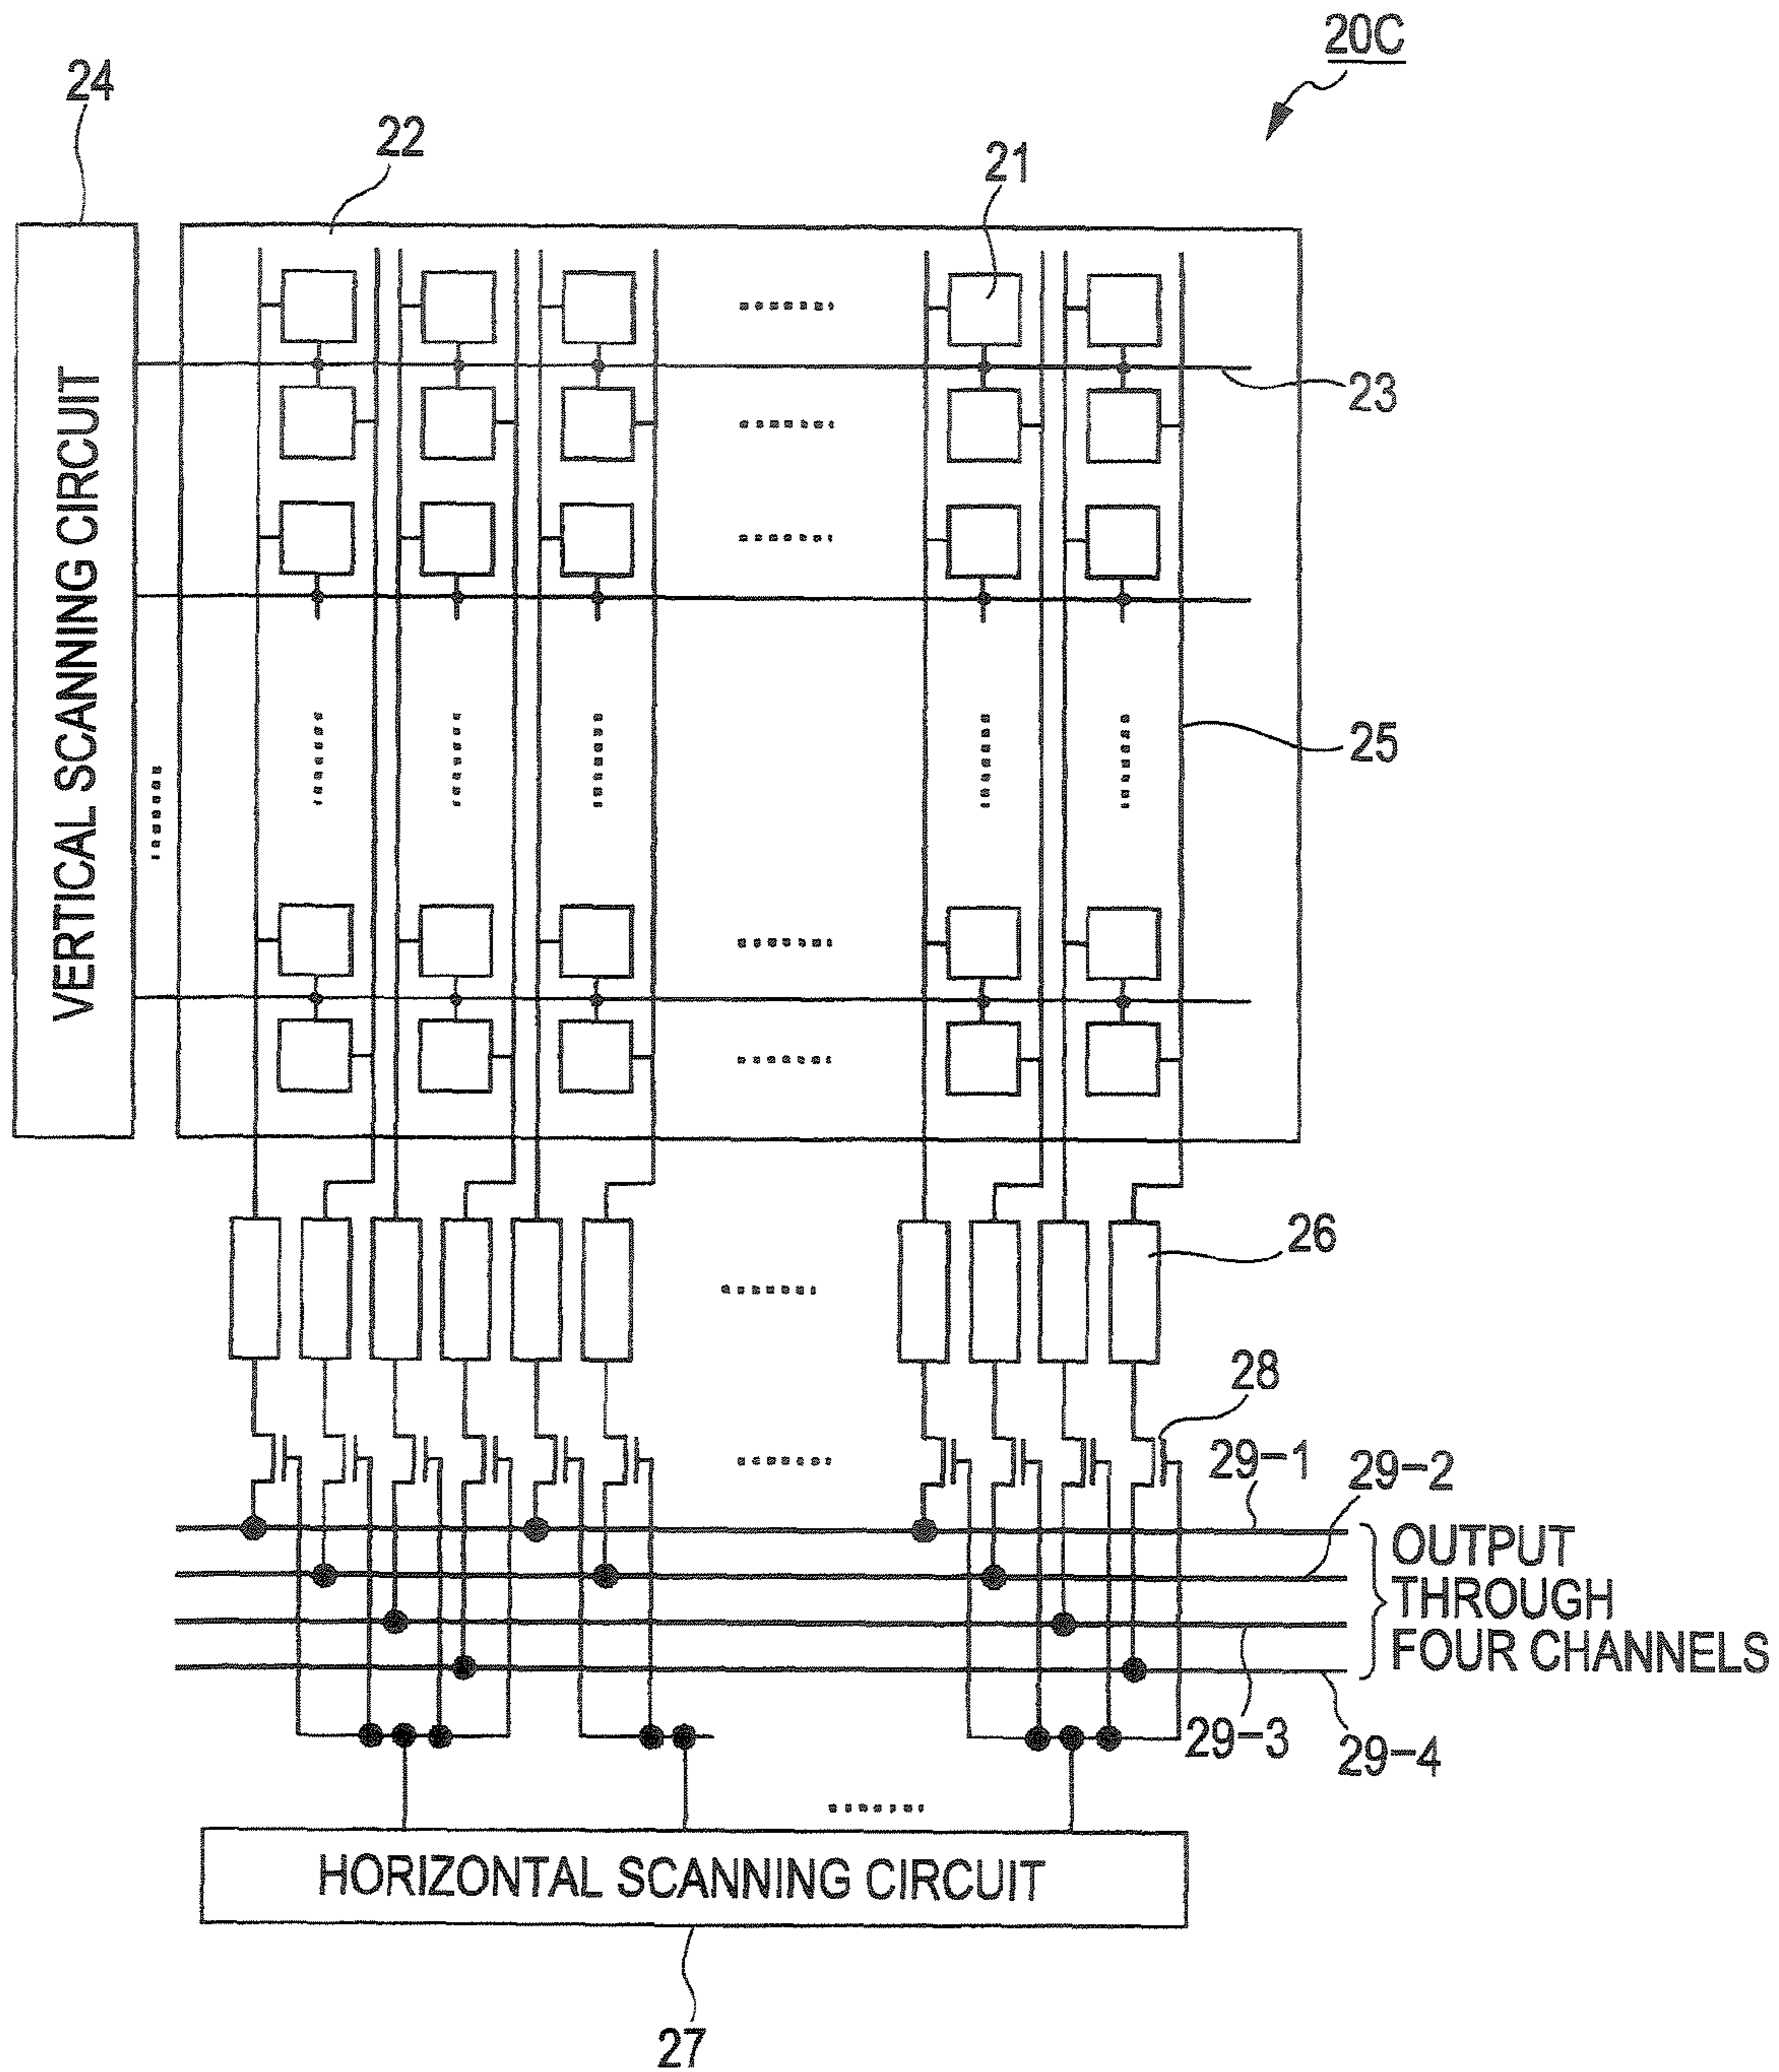 20C
24
22
21
VERTICAL SCANNING CIRCUIT
23
25
26
28
29-1
29-2
OUTPUT
THROUGH
FOUR CHANNELS
29-3
29-4
HORIZONTAL SCANNING CIRCUIT
27